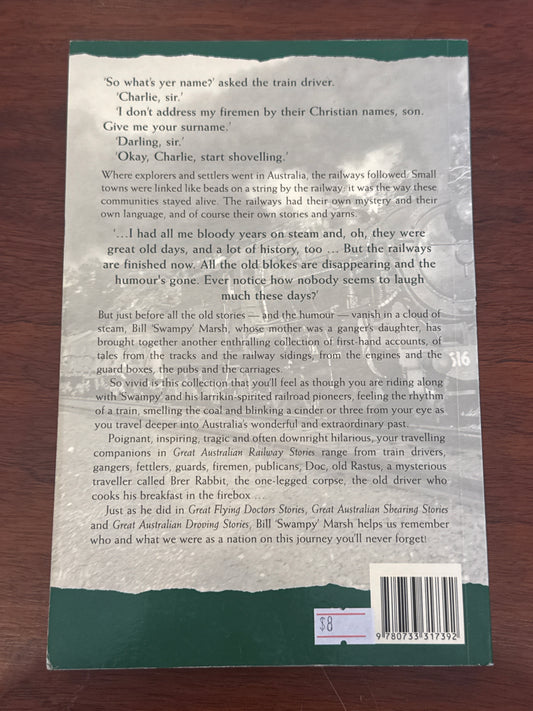 'So what's yer name?' asked the train driver.
'Charlie, sir.'
'I don't address my firemen by their Christian names, son.
Give me your surname.'
'Darling, sir.'
'Okay, Charlie, start shovelling.'
Where explorers and settlers went in Australia, the railways followed. Small
towns were linked like beads on a string by the railway: it was the way these
communities stayed alive. The railways had their own mystery and their
own language, and of course their own stories and yarns.
'…I had all me bloody years on steam and, oh, they were
great old days, and a lot of history, too … But the railways
are finished now. All the old blokes are disappearing and the
humour's gone. Ever notice how nobody seems to laugh
much these days?'
But just before all the old stories — and the humour — vanish in a cloud of
steam, Bill 'Swampy' Marsh, whose mother was a ganger's daughter, has
brought together another enthralling collection of first-hand accounts, of
tales from the tracks and the railway sidings, from the engines and the
guard boxes, the pubs and the carriages.
So vivid is this collection that you'll feel as though you are riding along
with 'Swampy' and his larrikin-spirited railroad pioneers, feeling the rhythm
of a train, smelling the coal and blinking a cinder or three from your eye as
you travel deeper into Australia's wonderful and extraordinary past.
Poignant, inspiring, tragic and often downright hilarious, your travelling
companions in Great Australian Railway Stories range from train drivers,
gangers, fettlers, guards, firemen, publicans, Doc, old Rastus, a mysterious
traveller called Brer Rabbit, the one-legged corpse, the old driver who
cooks his breakfast in the firebox …
Just as he did in Great Flying Doctors Stories, Great Australian Shearing Stories
and Great Australian Droving Stories, Bill 'Swampy' Marsh helps us remember
who and what we were as a nation on this journey you'll never forget!
S16
$8
9 780733 317392